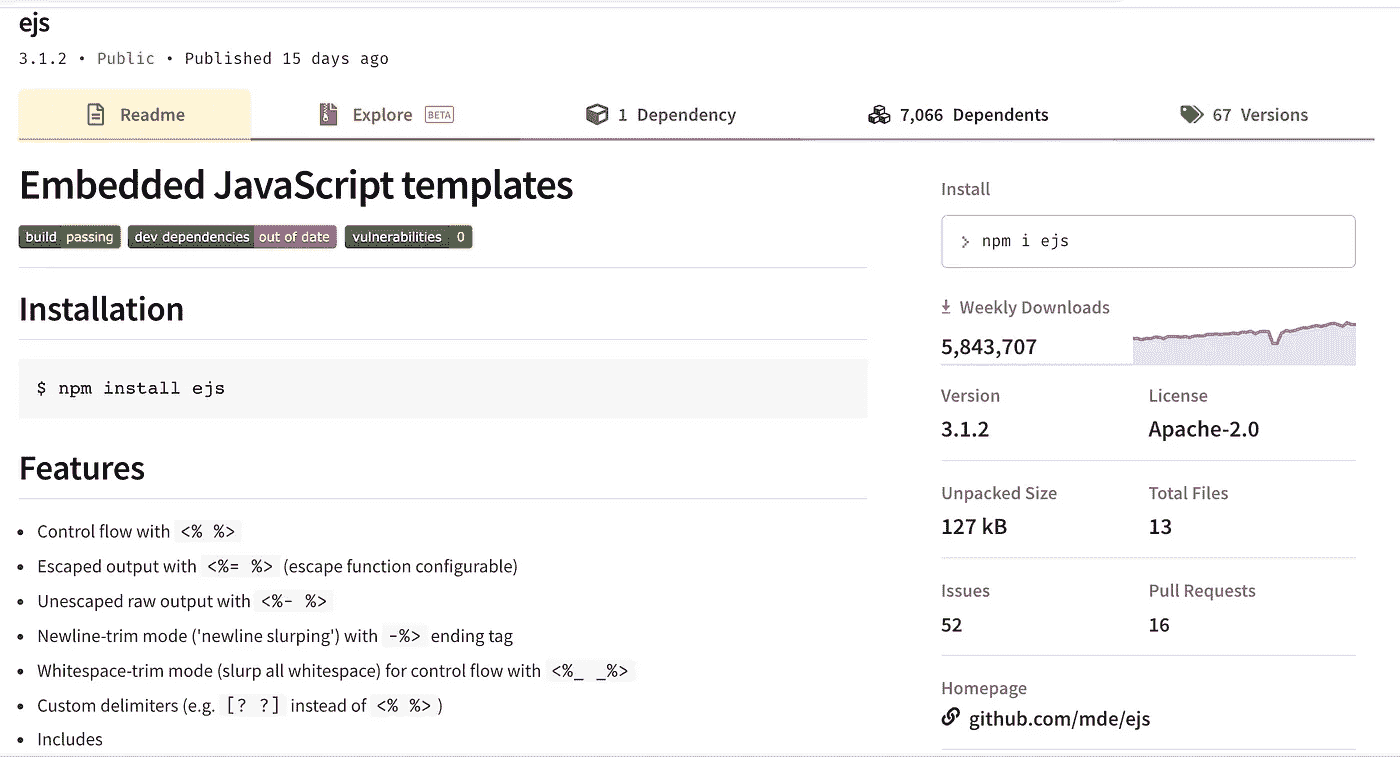 ejs
3.1.2 • Public • Published 15 days ago
Readme
Explore BETA
1 Dependency
7,066 Dependents
67 Versions
Embedded JavaScript templates
build passing dev dependencies out of date vulnerabilities 0
Installation
$ npm install ejs
Features
• Control flow with <% %>
• Escaped output with <%= %> (escape function configurable)
• Unescaped raw output with <%- %>
• Newline-trim mode ('newline slurping') with -%> ending tag
• Whitespace-trim mode (slurp all whitespace) for control flow with <%_ _%>
• Custom delimiters (e.g. [? ?] instead of <% %> )
• Includes
Install
> npm i ejs
Weekly Downloads
5,843,707
Version License
3.1.2 Apache-2.0
Unpacked Size Total Files
127 kB 13
Issues Pull Requests
52 16
Homepage
github.com/mde/ejs